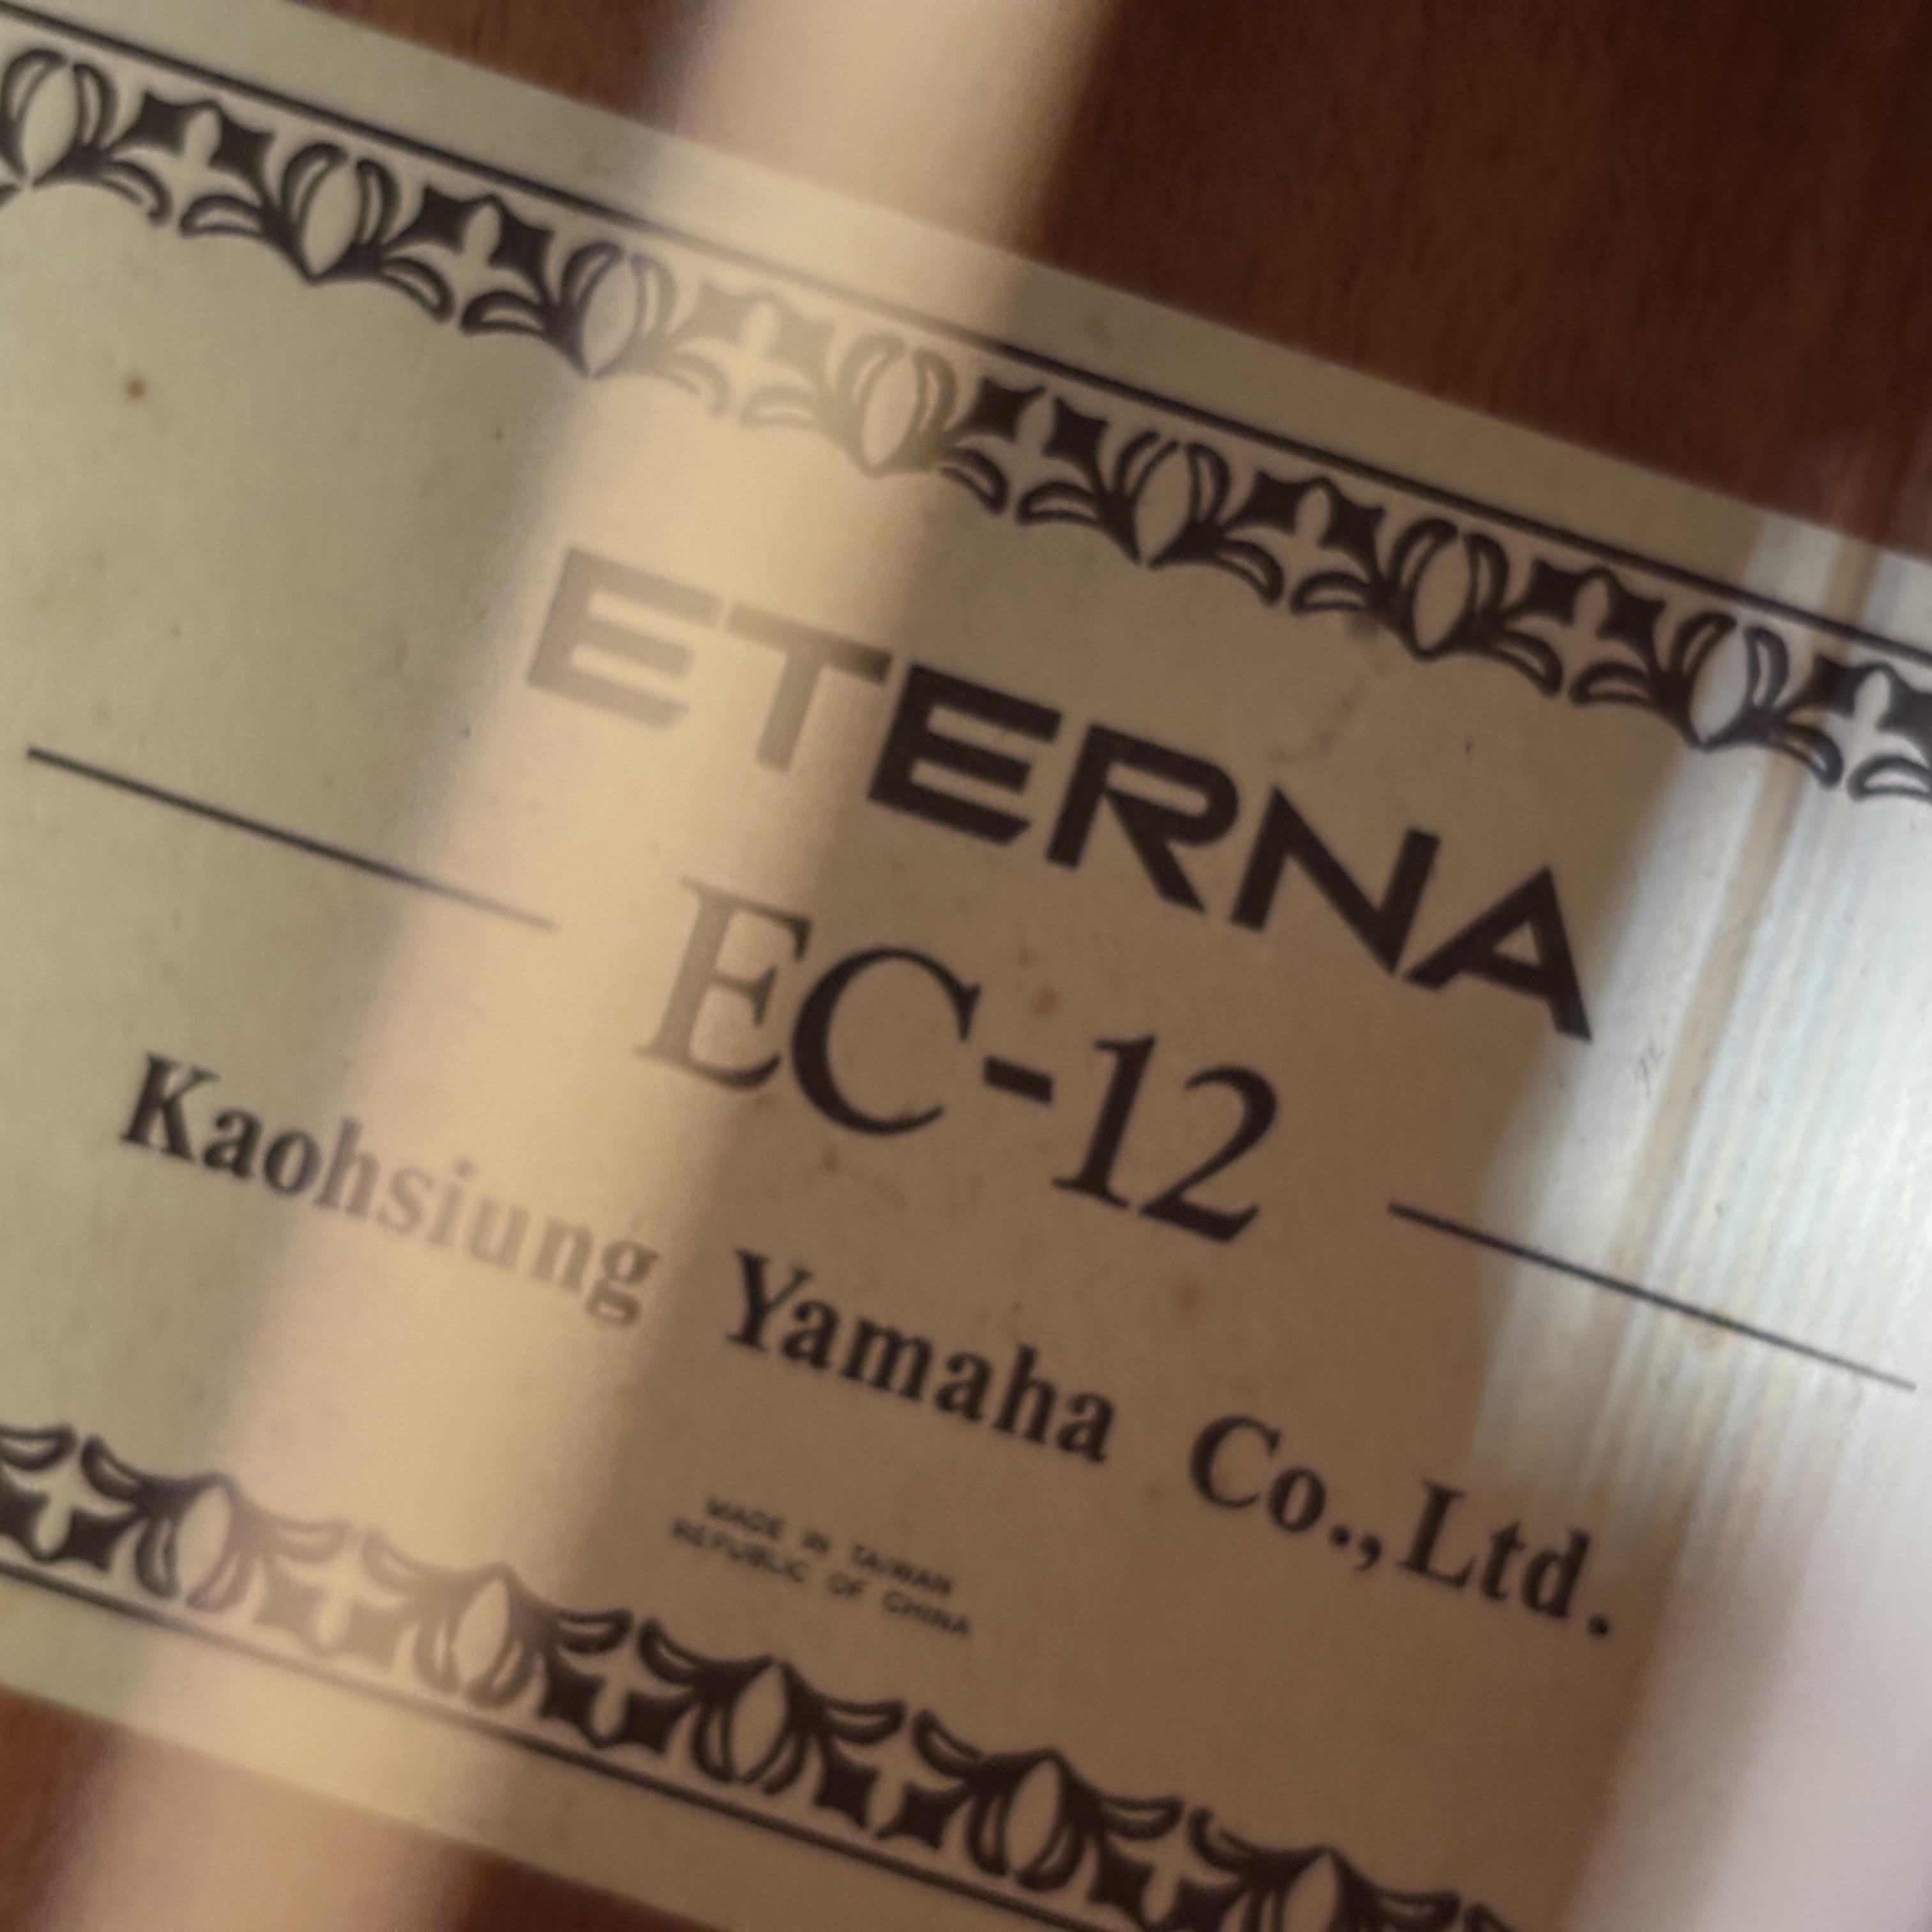 ETERNA
EC-12
Kaohsiung Yamaha Co.,Ltd.
MADE IN TAIWAN
REPUBLIC OF CHINA